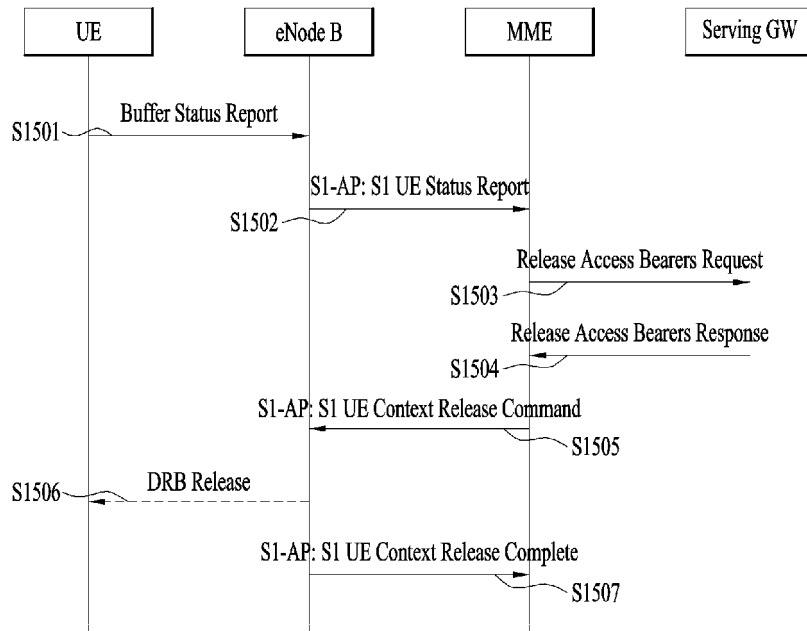 UE
eNode B
MME
Serving GW
Buffer Status Report
S1501
S1-AP: S1 UE Status Report
S1502
Release Access Bearers Request
S1503
Release Access Bearers Response
S1504
S1-AP: S1 UE Context Release Command
S1505
DRB Release
S1506
S1-AP: S1 UE Context Release Complete
S1507